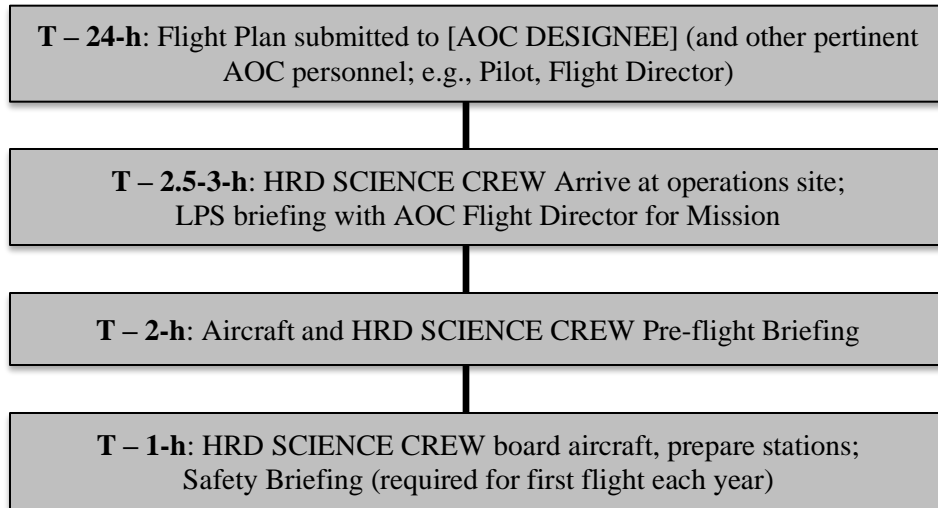 T – 24-h: Flight Plan submitted to [AOC DESIGNEE] (and other pertinent
AOC personnel; e.g., Pilot, Flight Director)
T – 2.5-3-h: HRD SCIENCE CREW Arrive at operations site;
LPS briefing with AOC Flight Director for Mission
T – 2-h: Aircraft and HRD SCIENCE CREW Pre-flight Briefing
T – 1-h: HRD SCIENCE CREW board aircraft, prepare stations;
Safety Briefing (required for first flight each year)